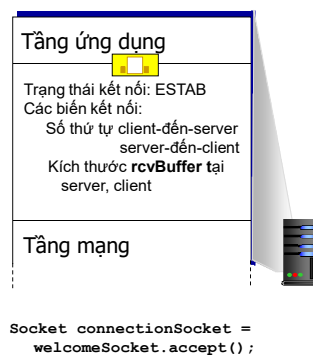 Tầng ứng dụng
Trạng thái kết nối: ESTAB
Các biến kết nối:
Số thứ tự client-đến-server
server-đến-client
Kích thước rcvBuffer tại
server, client
Tầng mạng
Socket connectionSocket =
welcomeSocket.accept();